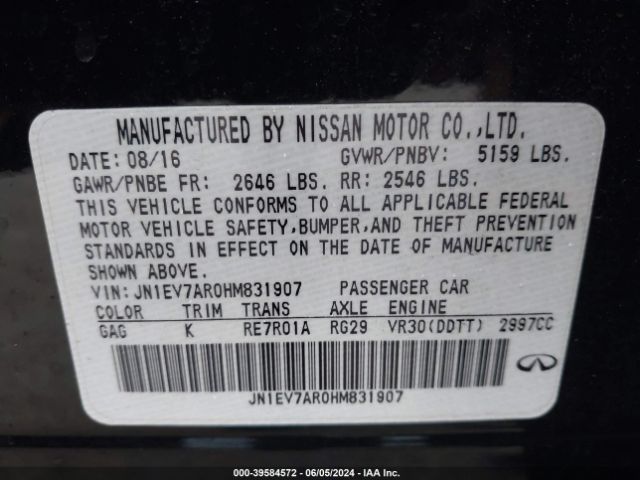 MANUFACTURED BY NISSAN MOTOR CO.,LTD.
DATE: 08/16 GVWR/PNBV: 5159 LBS.
GAWR/PNBE FR: 2646 LBS. RR: 2546 LBS.
THIS VEHICLE CONFORMS TO ALL APPLICABLE FEDERAL
MOTOR VEHICLE SAFETY,BUMPER,AND THEFT PREVENTION
STANDARDS IN EFFECT ON THE DATE OF MANUFACTURE
SHOWN ABOVE.
VIN: JN1EV7AR0HM831907 PASSENGER CAR
COLOR TRIM TRANS AXLE ENGINE
GAG K RE7R01A RG29 VR30(DDTT) 2997CC
JN1EV7AR0HM831907
000-39584572 | 06/05/2024 | IAA Inc.